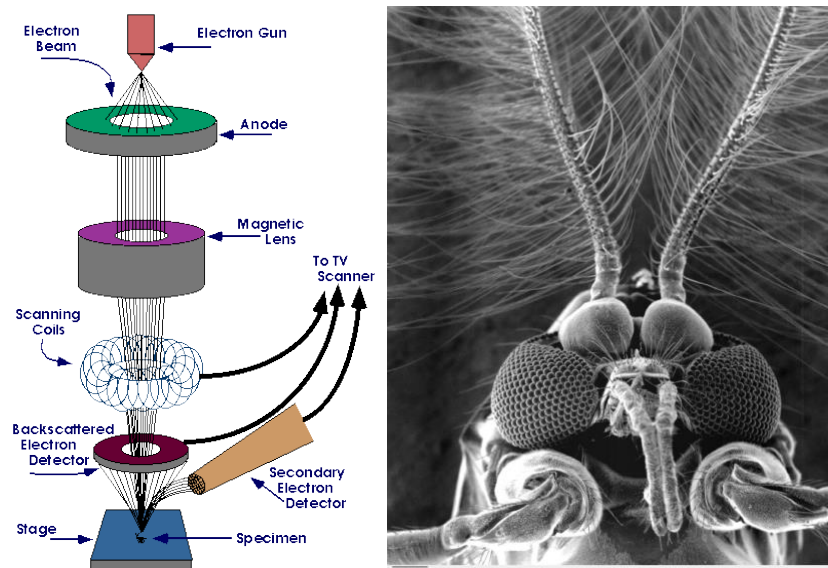 Electron
Beam
Electron Gun
Anode
Magnetic
Lens
To TV
Scanner
Scanning
Coils
Backscattered
Electron
Detector
Secondary
Electron
Detector
Stage
Specimen